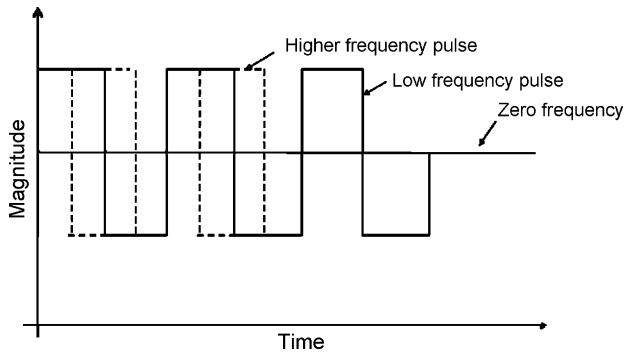 Higher frequency pulse
Low frequency pulse
Zero frequency
Magnitude
Time